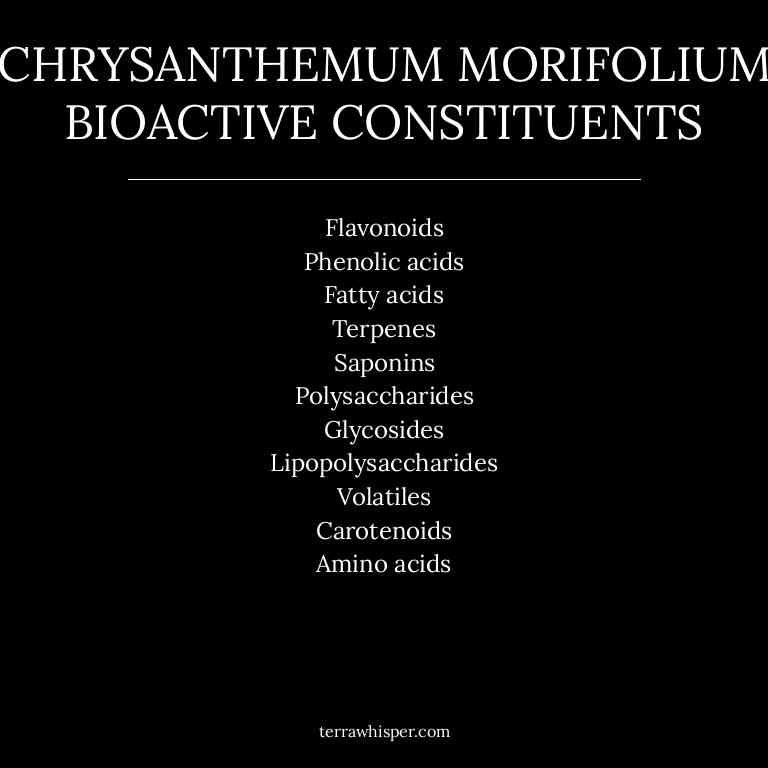 CHRYSANTHEMUM MORIFOLIUM
BIOACTIVE CONSTITUENTS
Flavonoids
Phenolic acids
Fatty acids
Terpenes
Saponins
Polysaccharides
Glycosides
Lipopolysaccharides
Volatiles
Carotenoids
Amino acids
terrawhisper.com